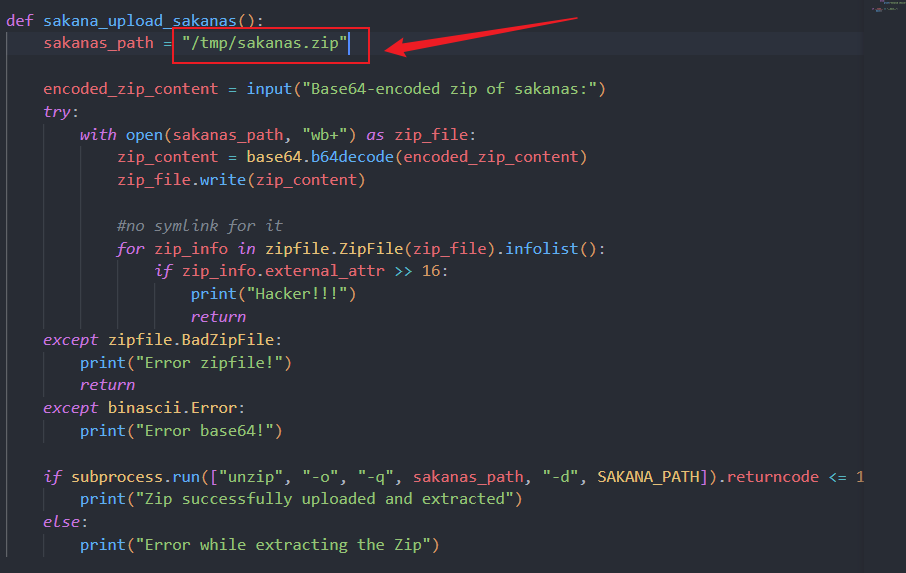 def sakana_upload_sakanas():
    sakanas_path = "/tmp/sakanas.zip"
    encoded_zip_content = input("Base64-encoded zip of sakanas:")
    try:
        with open(sakanas_path, "wb+") as zip_file:
            zip_content = base64.b64decode(encoded_zip_content)
            zip_file.write(zip_content)
            #no symlink for it
            for zip_info in zipfile.ZipFile(zip_file).infolist():
                if zip_info.external_attr >> 16:
                    print("Hacker!!!")
                    return
    except zipfile.BadZipFile:
        print("Error zipfile!")
        return
    except binascii.Error:
        print("Error base64!")
    if subprocess.run(["unzip", "-o", "-q", sakanas_path, "-d", SAKANA_PATH]).returncode <= 1
        print("Zip successfully uploaded and extracted")
    else:
        print("Error while extracting the Zip")